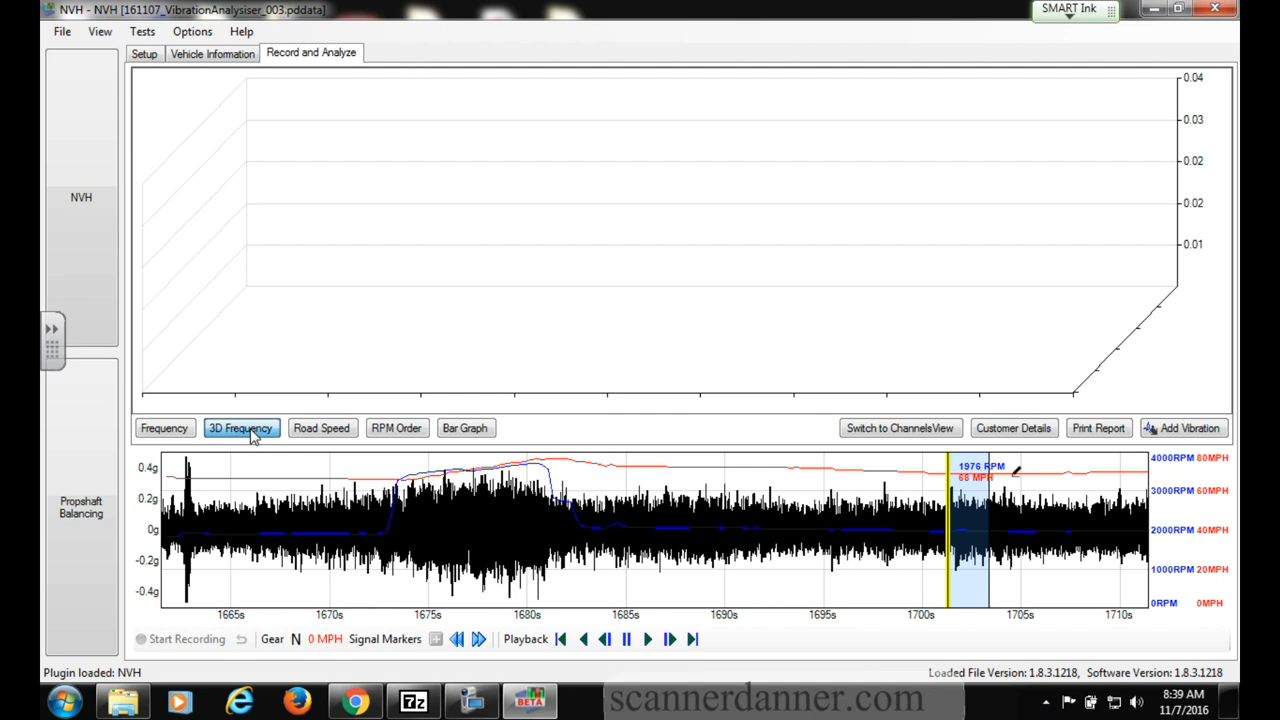 NVH - NVH [161107_VibrationAnalysiser_003.pddata]
SMART Ink
File View Tests Options Help
Setup Vehicle Information Record and Analyze
NVH
Propshaft
Balancing
0.04
0.03
0.02
0.02
0.01
Frequency 3D Frequency Road Speed RPM Order Bar Graph Switch to ChannelsView Customer Details Print Report Add Vibration
0.4g
0.2g
0g
-0.2g
-0.4g
1976 RPM
68 MPH
4000RPM 80MPH
3000RPM 60MPH
2000RPM 40MPH
1000RPM 20MPH
0RPM 0MPH
1665s 1670s 1675s 1680s 1685s 1690s 1695s 1700s 1705s 1710s
Start Recording Gear N 0 MPH Signal Markers Playback
Plugin loaded: NVH Loaded File Version: 1.8.3.1218, Software Version: 1.8.3.1218
7z
BETA
scannerdanner.com
8:39 AM
11/7/2016